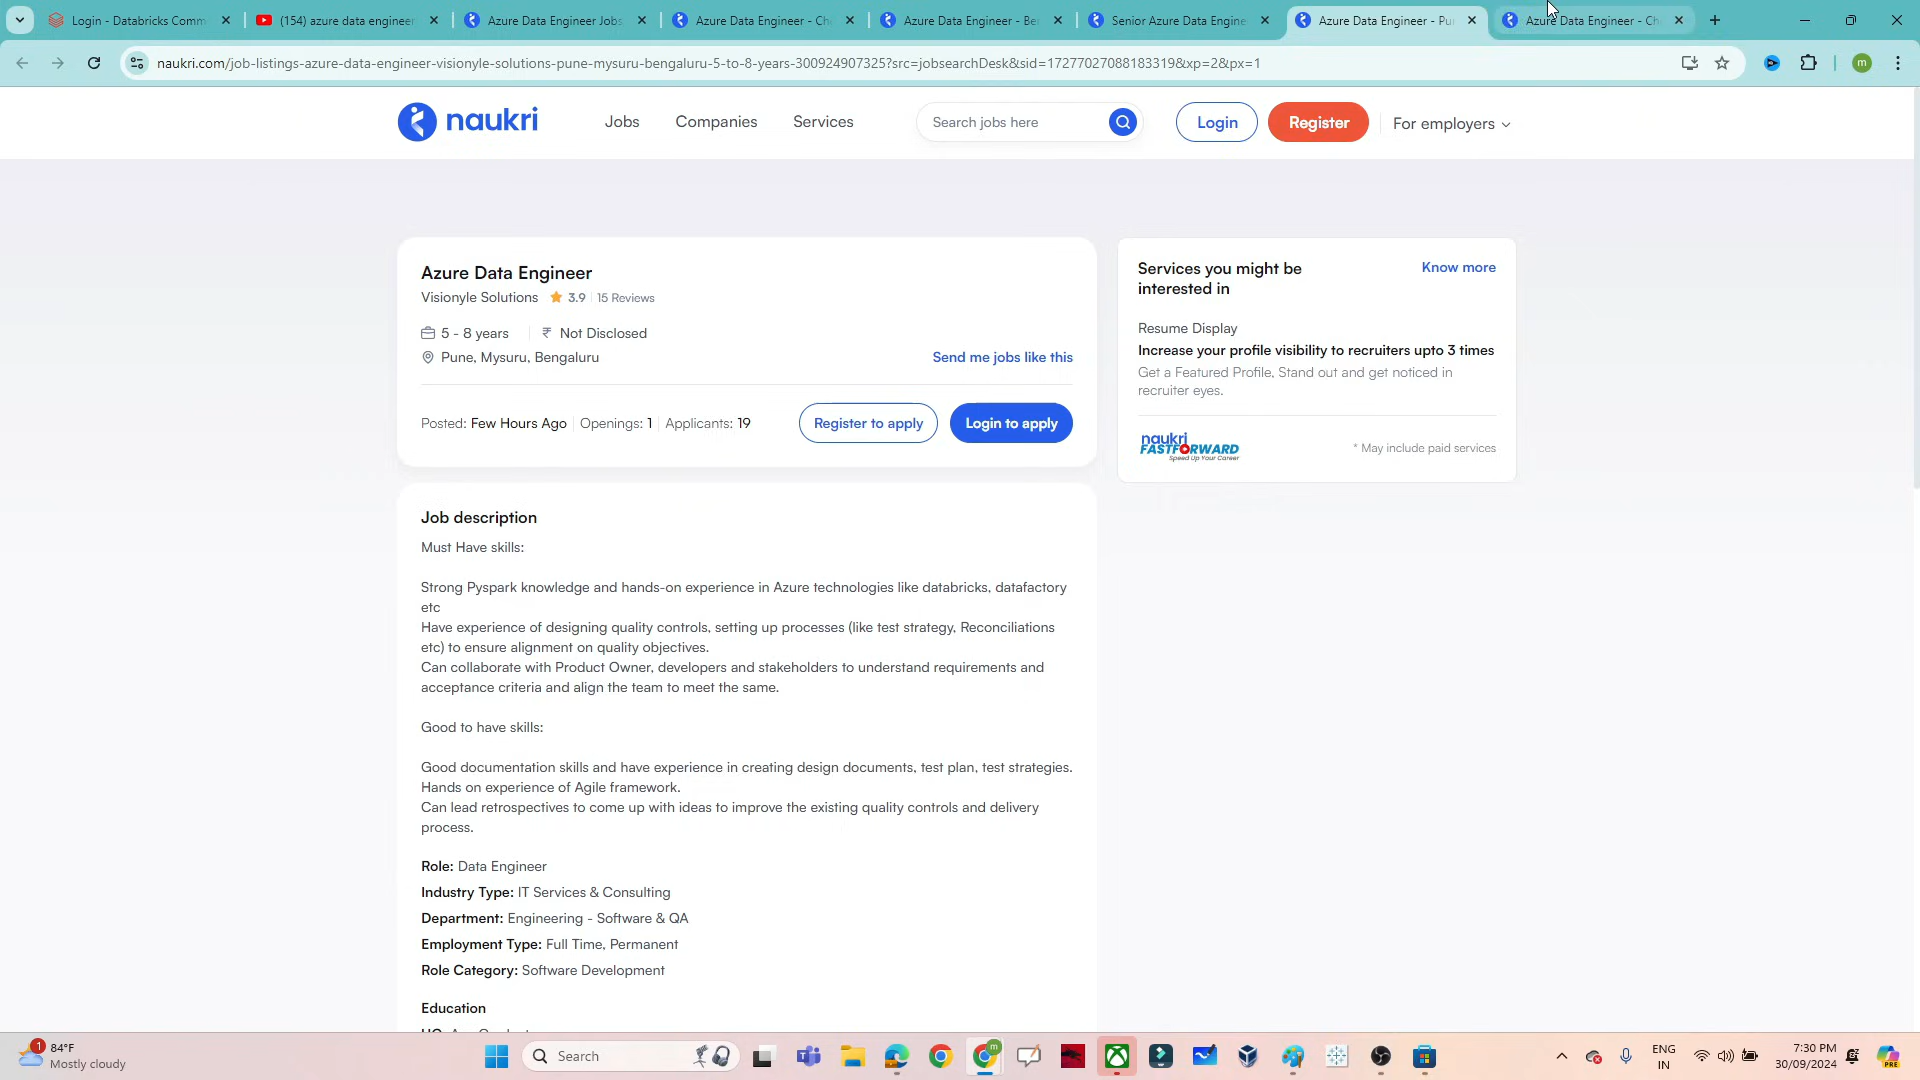 Login - Databricks Comm
(154) azure data engineer
Azure Data Engineer Jobs
Azure Data Engineer - Ch
Azure Data Engineer - Be
Senior Azure Data Engine
Azure Data Engineer - Pu
Azure Data Engineer - Ch
naukri.com/job-listings-azure-data-engineer-visionyle-solutions-pune-mysuru-bengaluru-5-to-8-years-300924907325?src=jobsearchDesk&sid=17277027088183319&xp=2&px=1
m
naukri
Jobs
Companies
Services
Search jobs here
Login
Register
For employers
Azure Data Engineer
Visionyle Solutions 3.9 | 15 Reviews
5 - 8 years ₹ Not Disclosed
Pune, Mysuru, Bengaluru
Send me jobs like this
Posted: Few Hours Ago Openings: 1 Applicants: 19
Register to apply
Login to apply
Services you might be
interested in
Know more
Resume Display
Increase your profile visibility to recruiters upto 3 times
Get a Featured Profile, Stand out and get noticed in
recruiter eyes.
naukri
FASTFORWARD
Speed Up Your Career
* May include paid services
Job description
Must Have skills:
Strong Pyspark knowledge and hands-on experience in Azure technologies like databricks, datafactory
etc
Have experience of designing quality controls, setting up processes (like test strategy, Reconciliations
etc) to ensure alignment on quality objectives.
Can collaborate with Product Owner, developers and stakeholders to understand requirements and
acceptance criteria and align the team to meet the same.
Good to have skills:
Good documentation skills and have experience in creating design documents, test plan, test strategies.
Hands on experience of Agile framework.
Can lead retrospectives to come up with ideas to improve the existing quality controls and delivery
process.
Role: Data Engineer
Industry Type: IT Services & Consulting
Department: Engineering - Software & QA
Employment Type: Full Time, Permanent
Role Category: Software Development
Education
1
84°F
Mostly cloudy
Search
m
ENG
IN
7:30 PM
30/09/2024
PRE